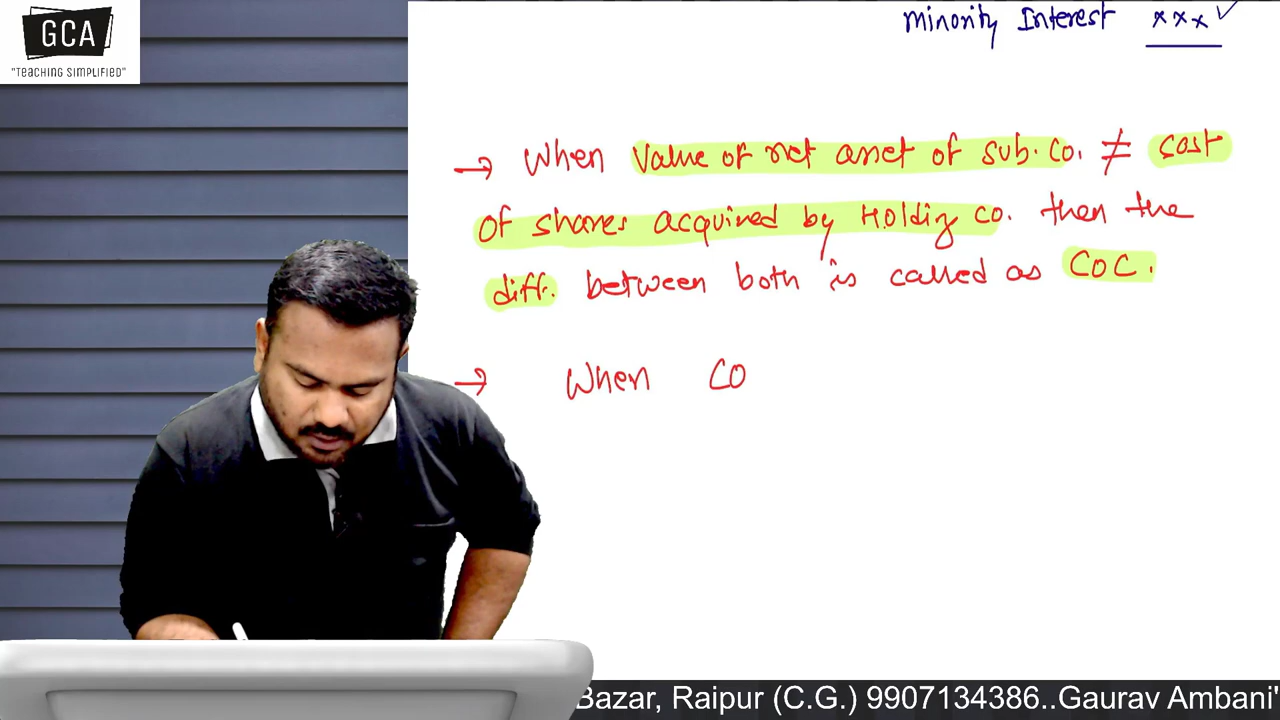 GCA
"Teaching Simplified"
minority Interest xxx ✓
→ When Value of net asset of sub. co. ≠ cost
of shares acquired by Holding co. then the
diff. between both is called as COC.
→ When CO
Bazar, Raipur (C.G.) 9907134386..Gaurav Ambani'